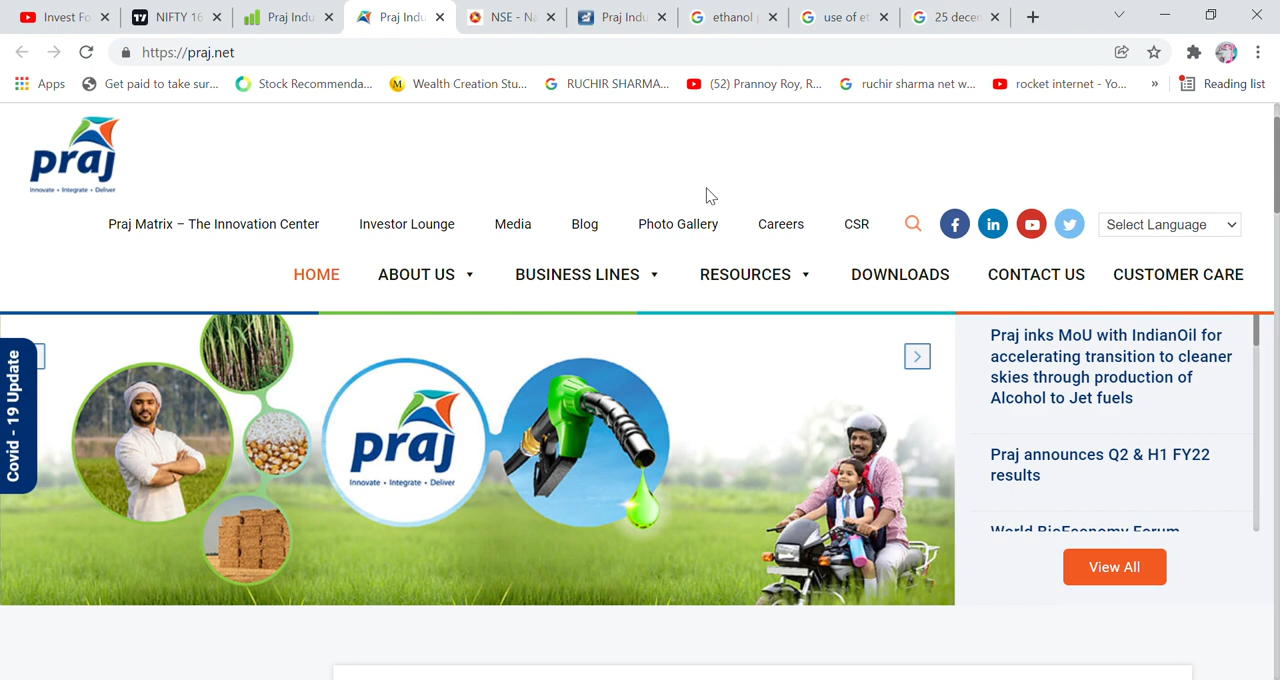 Invest Fo
NIFTY 16
Praj Indu
Praj Indu
NSE - Na
Praj Indu
ethanol p
use of et
25 decem
https://praj.net
Apps
Get paid to take sur...
Stock Recommenda...
Wealth Creation Stu...
RUCHIR SHARMA...
(52) Prannoy Roy, R...
ruchir sharma net w...
rocket internet - Yo...
»
Reading list
praj
Innovate • Integrate • Deliver
Praj Matrix – The Innovation Center
Investor Lounge
Media
Blog
Photo Gallery
Careers
CSR
Select Language
HOME
ABOUT US
BUSINESS LINES
RESOURCES
DOWNLOADS
CONTACT US
CUSTOMER CARE
Covid - 19 Update
praj
Innovate • Integrate • Deliver
Praj inks MoU with IndianOil for
accelerating transition to cleaner
skies through production of
Alcohol to Jet fuels
Praj announces Q2 & H1 FY22
results
World BioEconomy Forum
View All